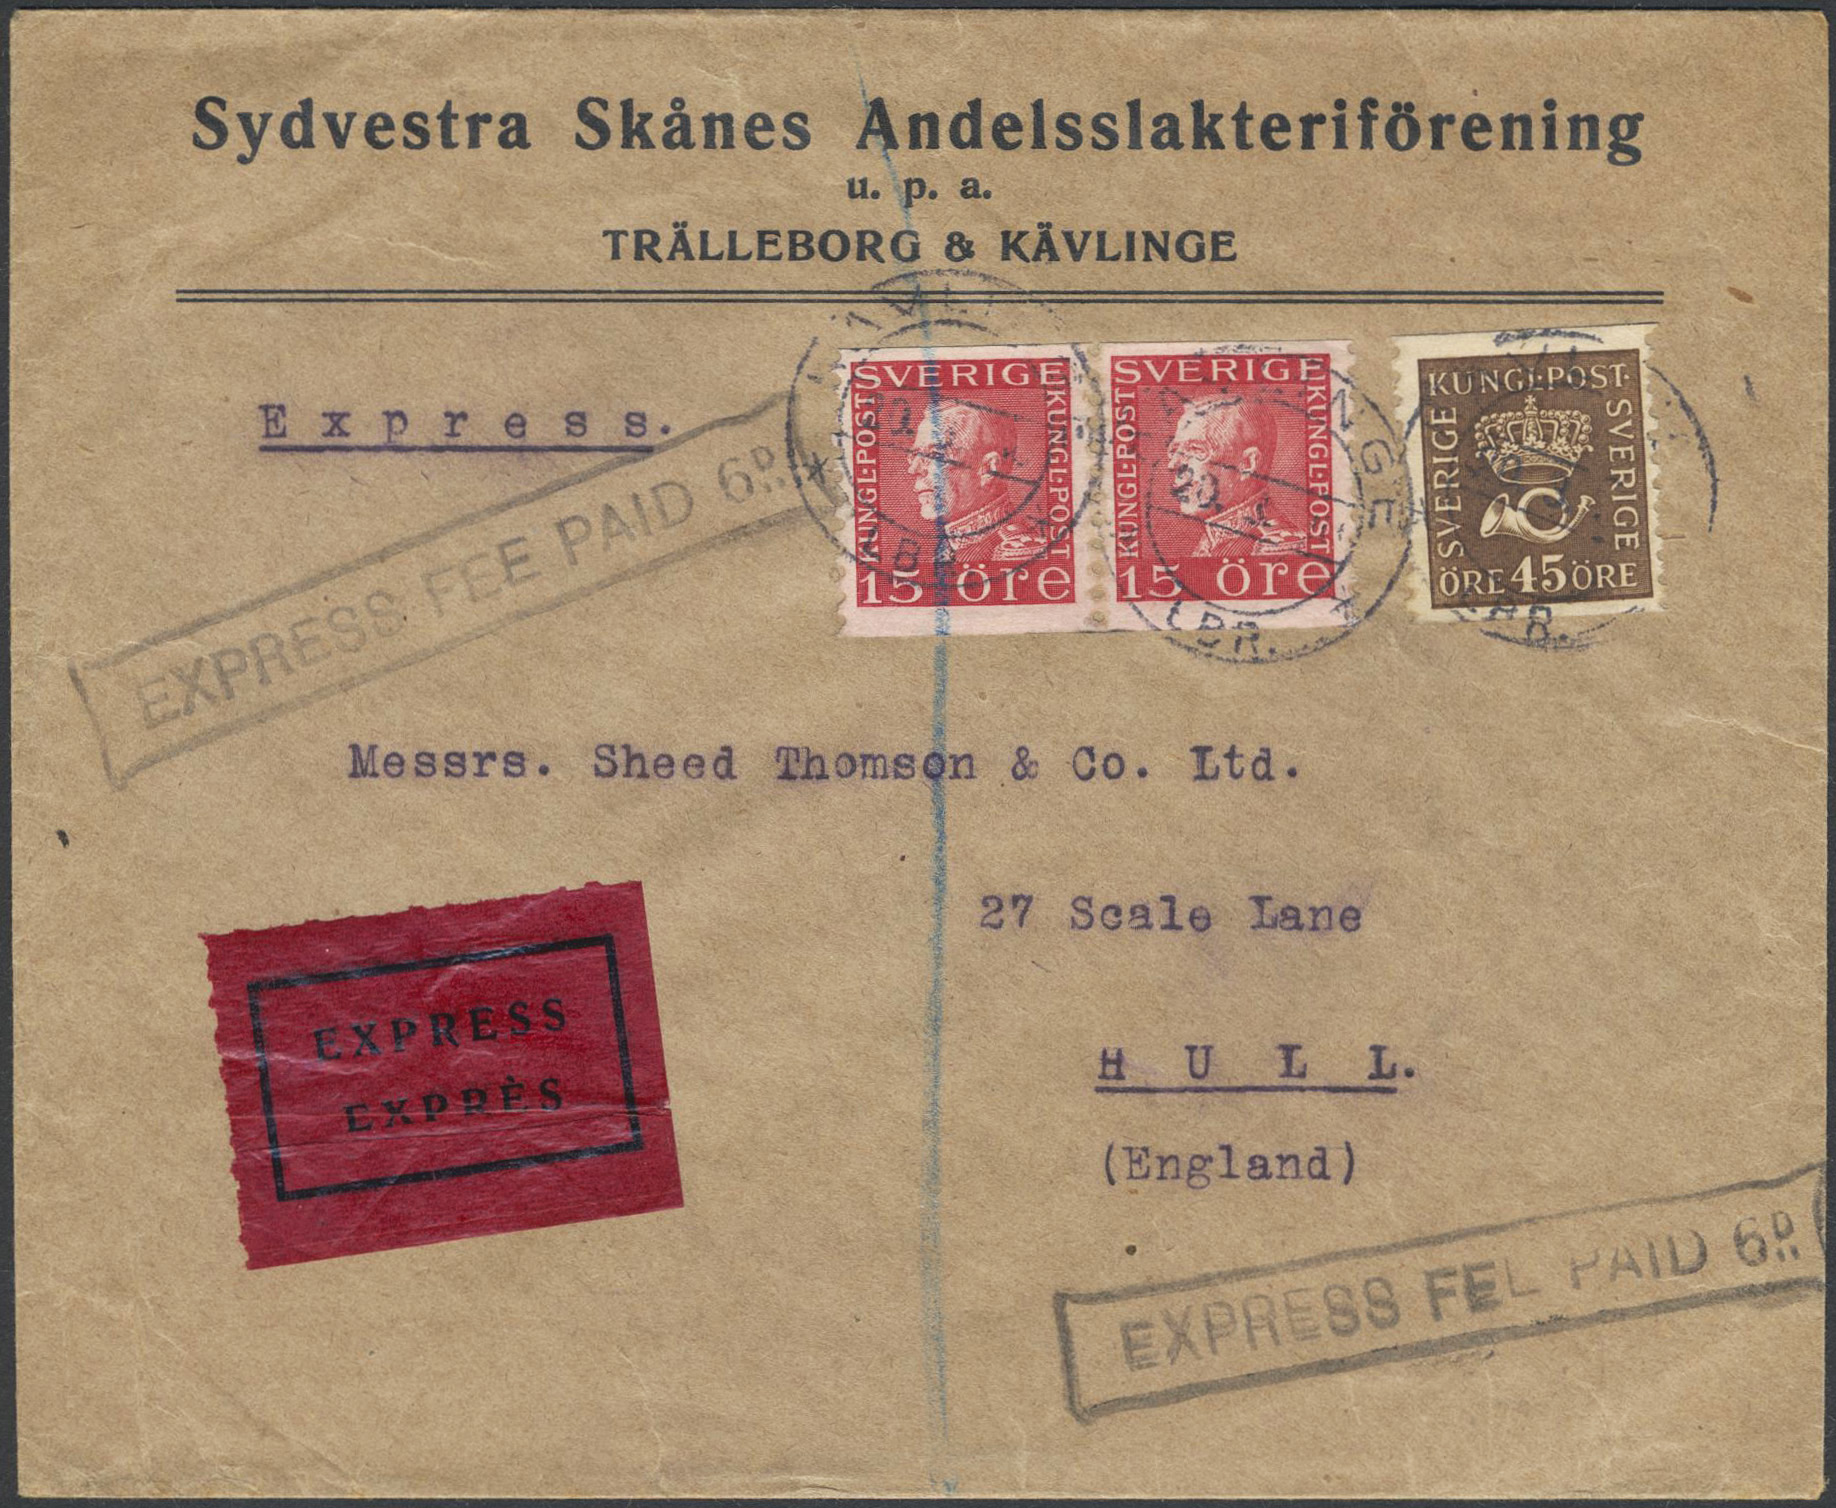 Sydvestra Skånes Andelsslakteriförening
u. p. a.
TRÄLLEBORG & KÄVLINGE
Express.
EXPRESS FEE PAID 6D.
SVERIGE
KUNGL·POST
KUNGL·POST
15 öre
SVERIGE
KUNGL·POST
KUNGL·POST
15 öre
KUNGL·POST·
SVERIGE
SVERIGE
ÖRE 45 ÖRE
20.
LBR.
Messrs. Sheed Thomson & Co. Ltd.
27 Scale Lane
HULL.
(England)
EXPRESS
EXPRÈS
EXPRESS FEE PAID 6D.